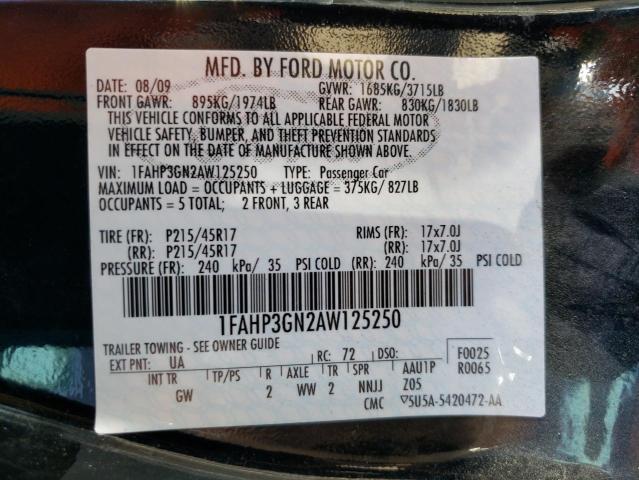 MFD. BY FORD MOTOR CO.
DATE: 08/09 GVWR: 1685KG/3715LB
FRONT GAWR: 895KG/1974LB REAR GAWR: 830KG/1830LB
THIS VEHICLE CONFORMS TO ALL APPLICABLE FEDERAL MOTOR
VEHICLE SAFETY, BUMPER, AND THEFT PREVENTION STANDARDS
IN EFFECT ON THE DATE OF MANUFACTURE SHOWN ABOVE.
VIN: 1FAHP3GN2AW125250 TYPE: Passenger Car
MAXIMUM LOAD = OCCUPANTS + LUGGAGE = 375KG/ 827LB
OCCUPANTS = 5 TOTAL; 2 FRONT, 3 REAR
TIRE (FR): P215/45R17 RIMS (FR): 17x7.0J
(RR): P215/45R17 (RR): 17x7.0J
PRESSURE (FR): 240 kPa/ 35 PSI COLD (RR): 240 kPa/ 35 PSI COLD
1FAHP3GN2AW125250
TRAILER TOWING - SEE OWNER GUIDE
EXT PNT: UA RC: 72 DSO: F0025
INT TR TP/PS R AXLE TR SPR AAU1P R0065
GW 2 WW 2 NNJJ Z05
CMC ▽5U5A-5420472-AA